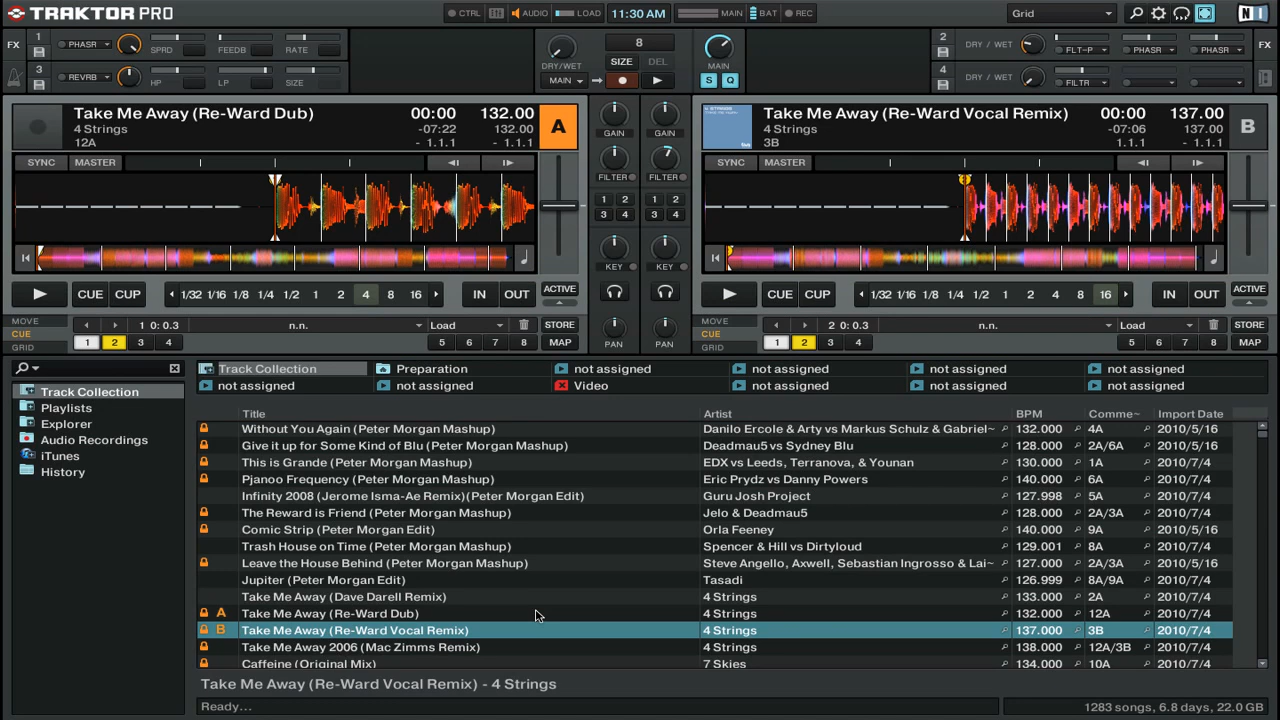 TRAKTOR PRO CTRL AUDIO LOAD 11:30 AM MAIN BAT REC Grid NI
FX 1 PHASR SPRD FEEDB RATE
3 REVRB HP LP SIZE
DRY/WET 8 SIZE DEL MAIN
MAIN S Q
2 DRY / WET FLT-P PHASR PHASR FX
4 DRY / WET FILTR
Take Me Away (Re-Ward Dub) 00:00 132.00 A
4 Strings -07:22 132.00
12A - 1.1.1 - 1.1.1
SYNC MASTER
GAIN GAIN
FILTER FILTER
1 2 1 2
3 4 3 4
KEY KEY
PAN PAN
Take Me Away (Re-Ward Vocal Remix) 00:00 137.00 B
4 Strings -07:06 137.00
3B 1.1.1 - 1.1.1
SYNC MASTER
CUE CUP 1/32 1/16 1/8 1/4 1/2 1 2 4 8 16 IN OUT ACTIVE
MOVE
CUE 1 0: 0.3 n.n. Load STORE
GRID 1 2 3 4 5 6 7 8 MAP
CUE CUP 1/32 1/16 1/8 1/4 1/2 1 2 4 8 16 IN OUT ACTIVE
MOVE
CUE 2 0: 0.3 n.n. Load STORE
GRID 1 2 3 4 5 6 7 8 MAP
Track Collection Preparation not assigned not assigned not assigned not assigned
not assigned not assigned Video not assigned not assigned not assigned
Track Collection
Playlists
Explorer
Audio Recordings
iTunes
History
Title Artist BPM Comme~ Import Date
Without You Again (Peter Morgan Mashup) Danilo Ercole & Arty vs Markus Schulz & Gabriel~ 132.000 4A 2010/5/16
Give it up for Some Kind of Blu (Peter Morgan Mashup) Deadmau5 vs Sydney Blu 128.000 2A/6A 2010/7/4
This is Grande (Peter Morgan Mashup) EDX vs Leeds, Terranova, & Younan 130.000 1A 2010/7/4
Pjanoo Frequency (Peter Morgan Mashup) Eric Prydz vs Danny Powers 140.000 6A 2010/7/4
Infinity 2008 (Jerome Isma-Ae Remix)(Peter Morgan Edit) Guru Josh Project 127.998 5A 2010/7/4
The Reward is Friend (Peter Morgan Mashup) Jelo & Deadmau5 128.000 2A/3A 2010/7/4
Comic Strip (Peter Morgan Edit) Orla Feeney 140.000 9A 2010/5/16
Trash House on Time (Peter Morgan Mashup) Spencer & Hill vs Dirtyloud 129.001 8A 2010/7/4
Leave the House Behind (Peter Morgan Mashup) Steve Angello, Axwell, Sebastian Ingrosso & Lai~ 127.000 2A/3A 2010/7/4
Jupiter (Peter Morgan Edit) Tasadi 126.999 8A/9A 2010/7/4
Take Me Away (Dave Darell Remix) 4 Strings 133.000 2A 2010/7/4
A Take Me Away (Re-Ward Dub) 4 Strings 132.000 12A 2010/7/4
B Take Me Away (Re-Ward Vocal Remix) 4 Strings 137.000 3B 2010/7/4
Take Me Away 2006 (Mac Zimms Remix) 4 Strings 138.000 12A/3B 2010/7/4
Caffeine (Original Mix) 7 Skies 134.000 10A 2010/7/4
Take Me Away (Re-Ward Vocal Remix) - 4 Strings
Ready... 1283 songs, 6.8 days, 22.0 GB